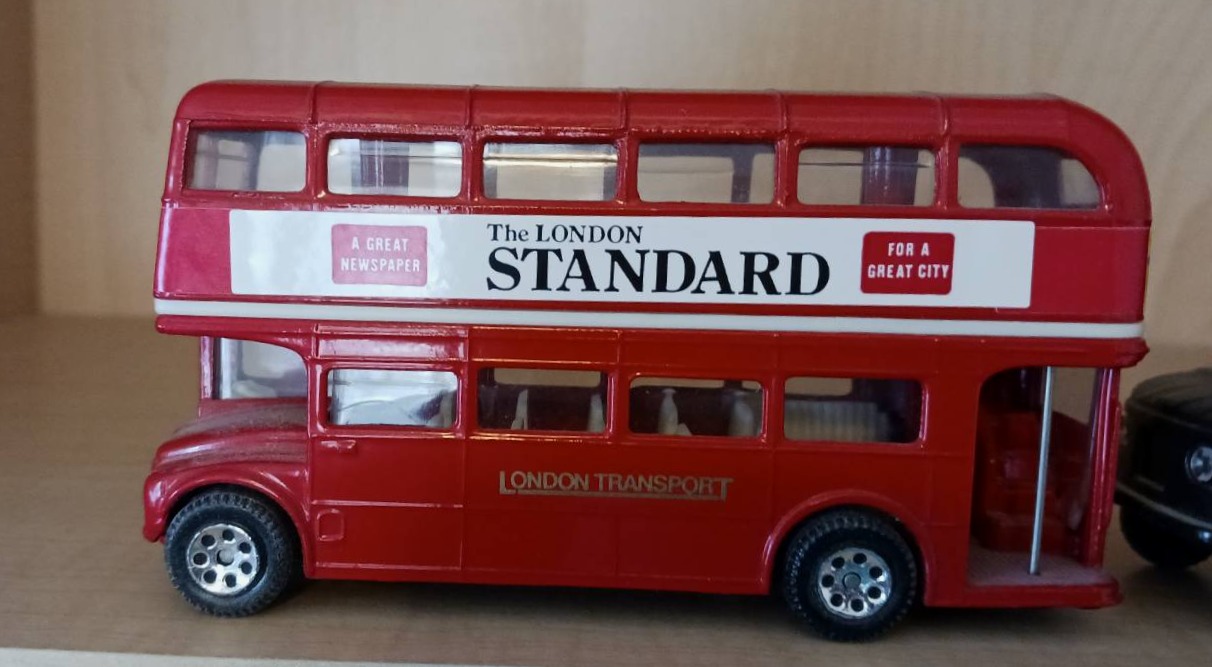 A GREAT
NEWSPAPER
The LONDON
STANDARD
FOR A
GREAT CITY
LONDON TRANSPORT